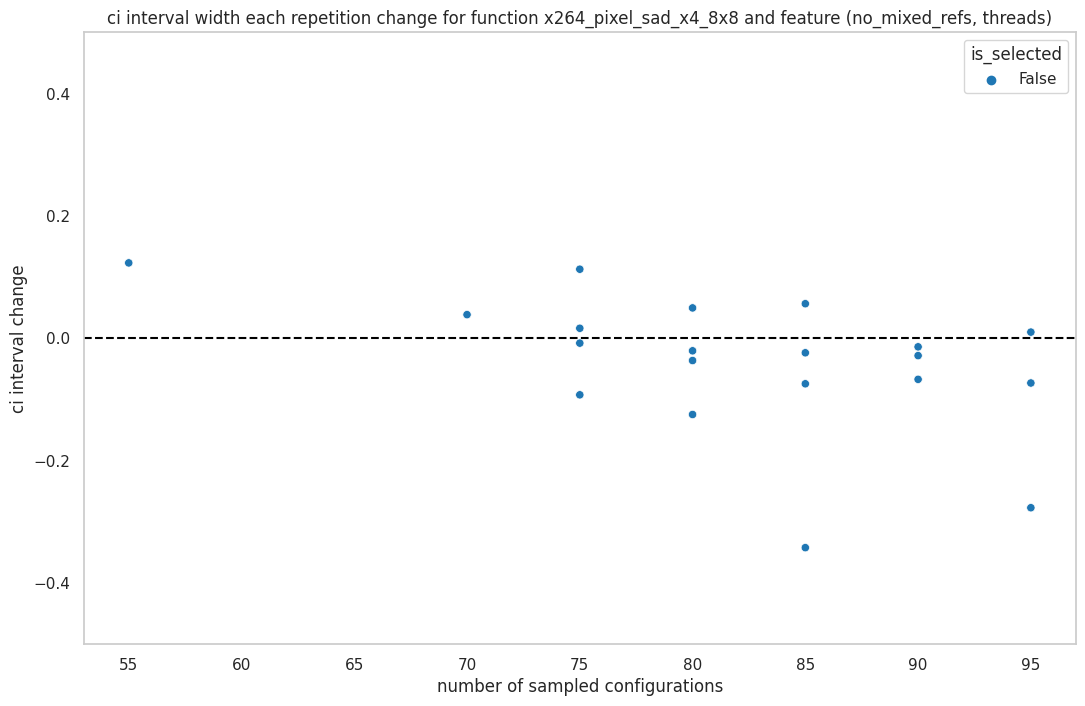 ci interval width each repetition change for function x264_pixel_sad_x4_8x8 and feature (no_mixed_refs, threads)
is_selected
False
0.4
0.2
0.0
−0.2
−0.4
ci interval change
55 60 65 70 75 80 85 90 95
number of sampled configurations